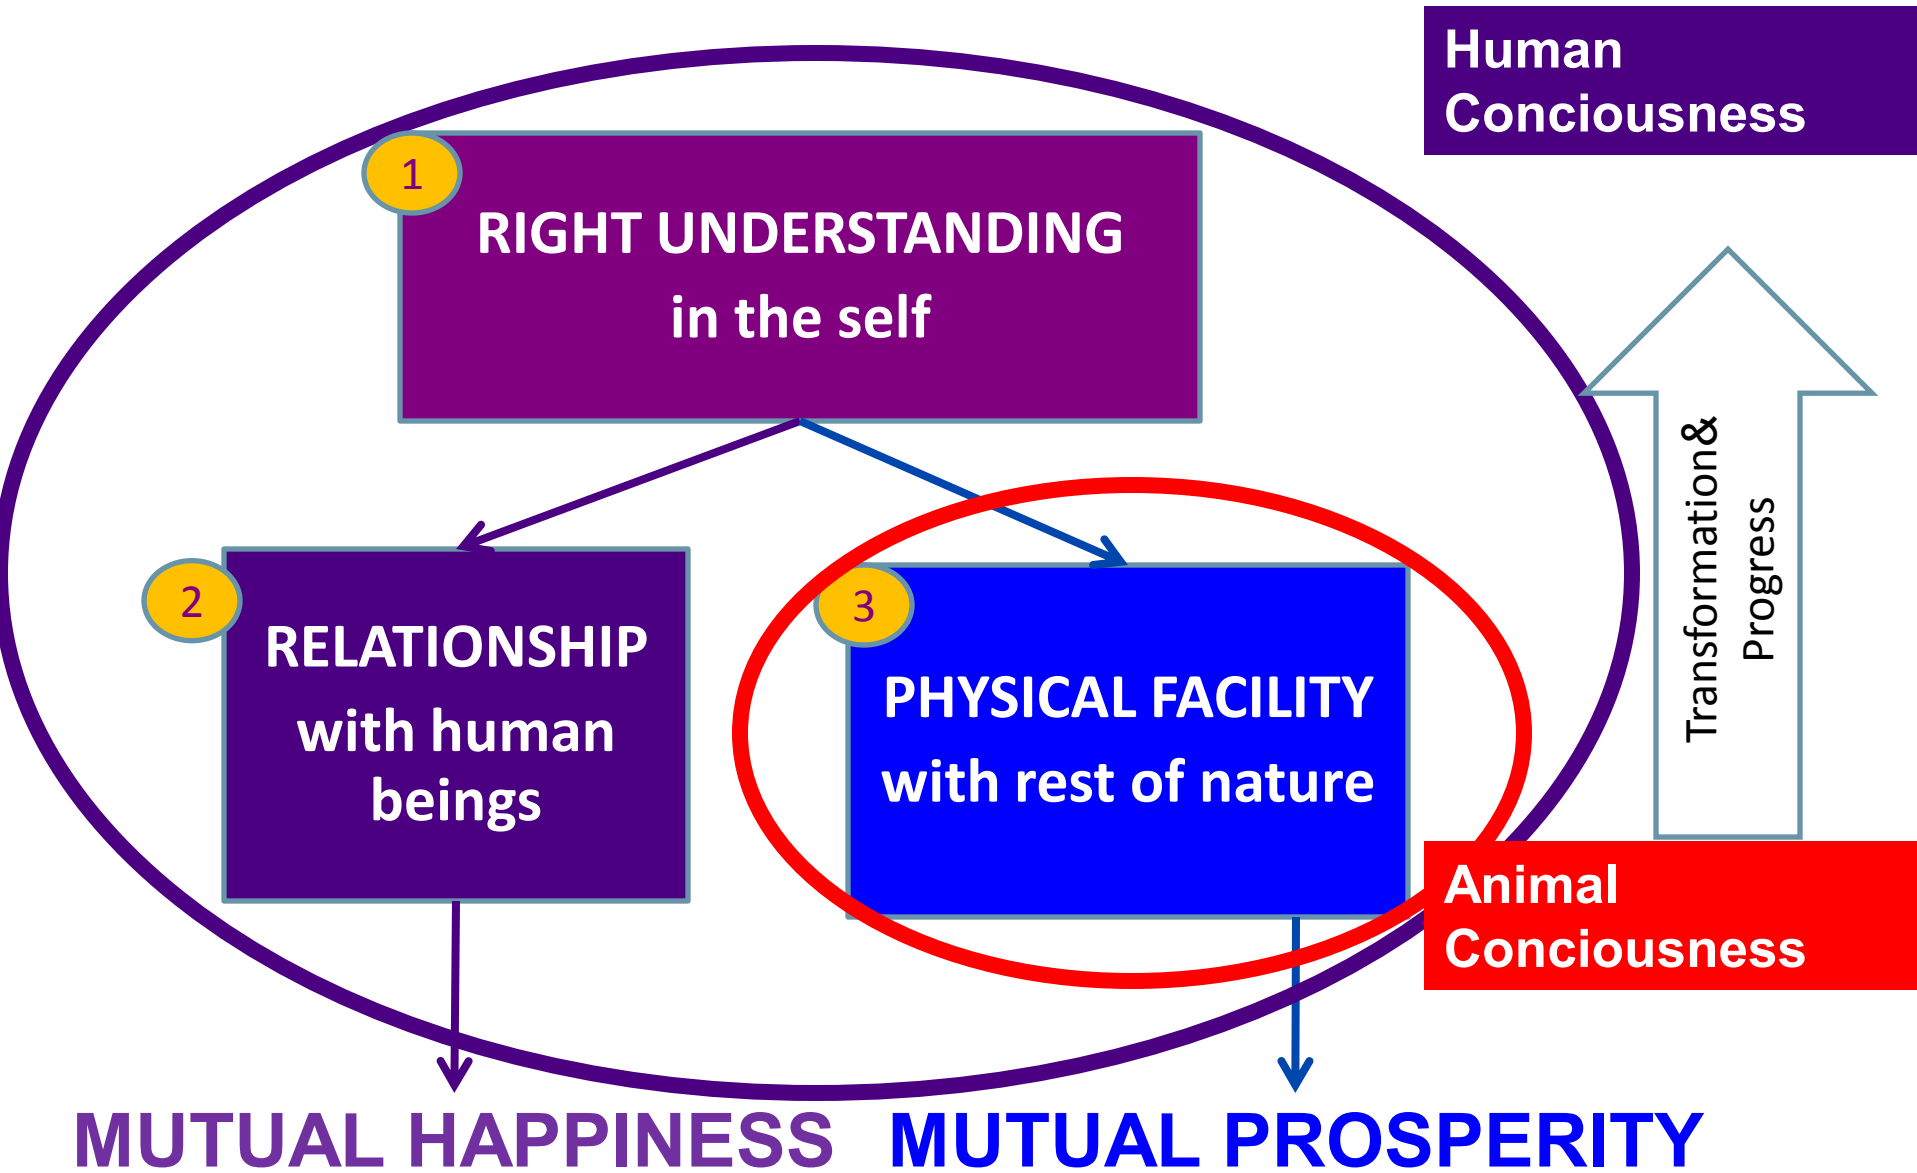 Human
Conciousness
1
RIGHT UNDERSTANDING
in the self
Transformation&
Progress
2
RELATIONSHIP
with human
beings
3
PHYSICAL FACILITY
with rest of nature
Animal
Conciousness
MUTUAL HAPPINESS
MUTUAL PROSPERITY